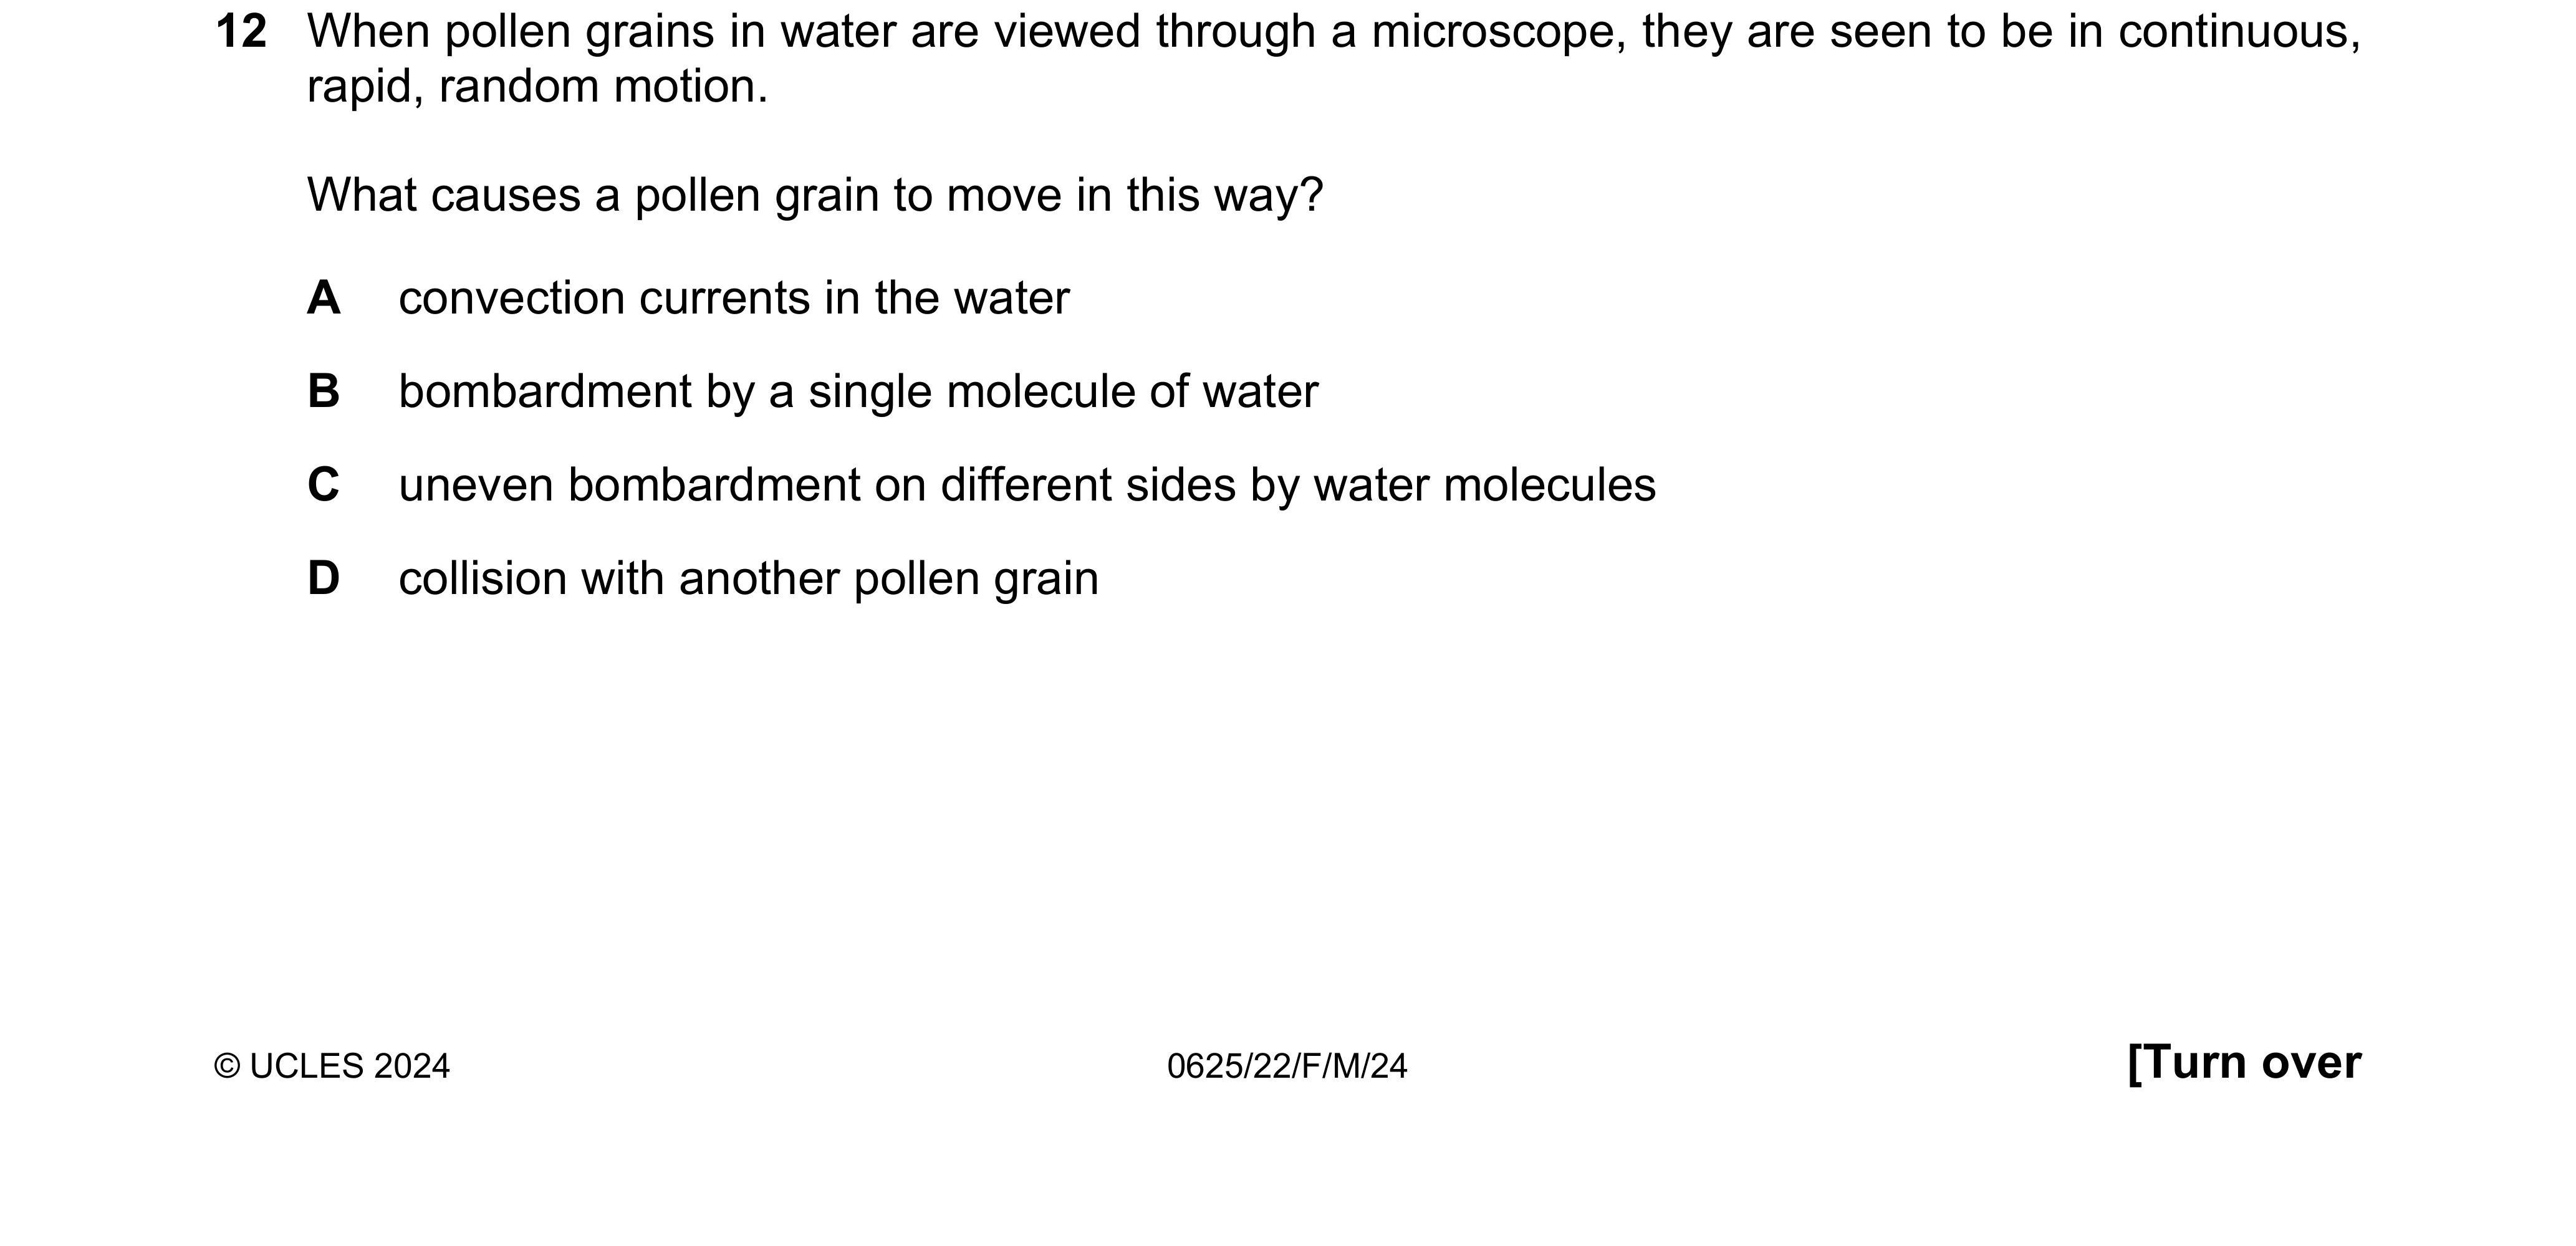 12 When pollen grains in water are viewed through a microscope, they are seen to be in continuous,
rapid, random motion.
What causes a pollen grain to move in this way?
A convection currents in the water
B bombardment by a single molecule of water
C uneven bombardment on different sides by water molecules
D collision with another pollen grain
© UCLES 2024 0625/22/F/M/24 [Turn over